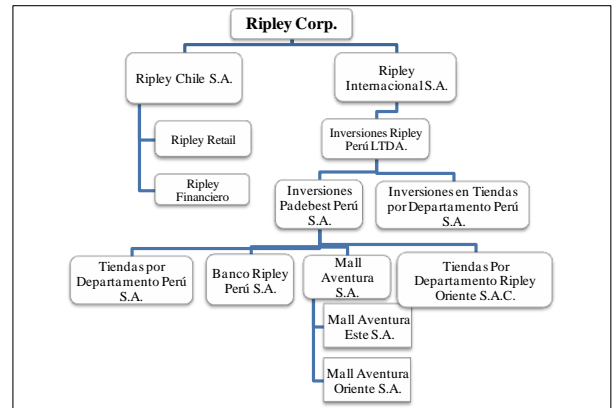 Ripley Corp.
Ripley Chile S.A.
Ripley
Internacional S.A.
Ripley Retail
Ripley
Financiero
Inversiones Ripley
Perú LTDA.
Inversiones
Padebest Perú
S.A.
Inversiones en Tiendas
por Departamento Perú
S.A.
Tiendas por
Departamento Perú
S.A.
Banco Ripley
Perú S.A.
Mall
Aventura
S.A.
Tiendas Por
Departamento Ripley
Oriente S.A.C.
Mall Aventura
Este S.A.
Mall Aventura
Oriente S.A.